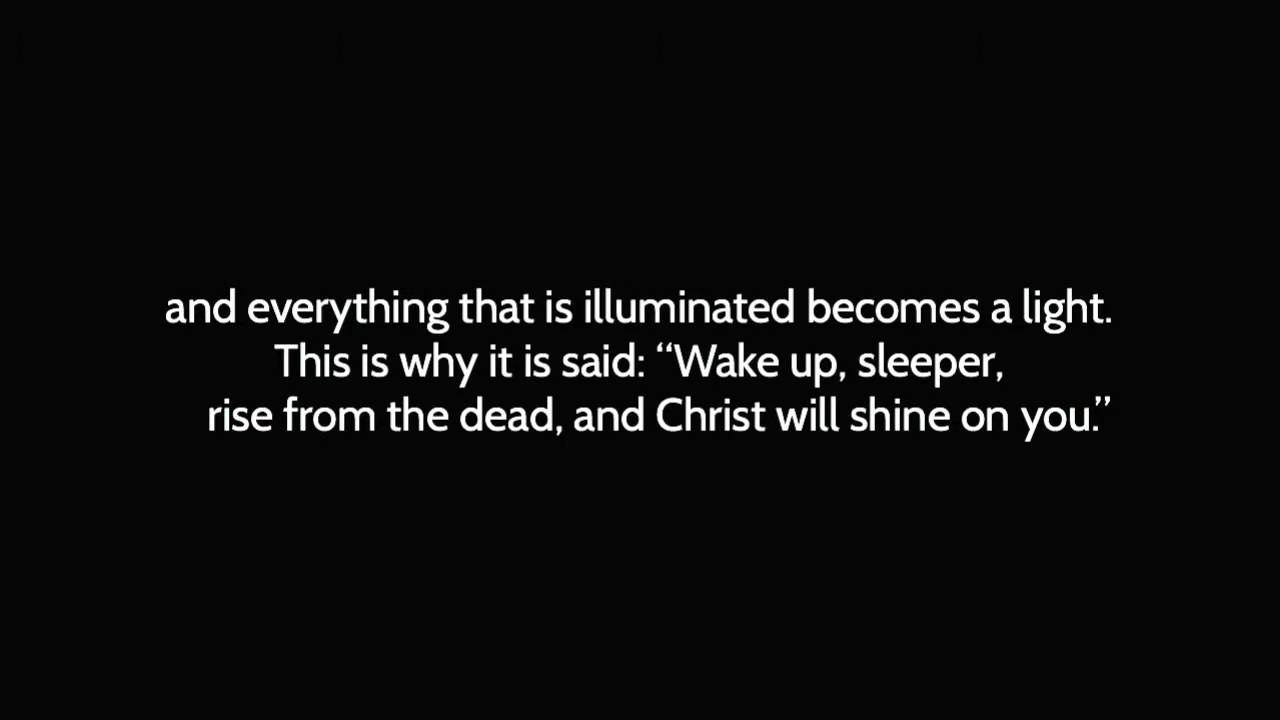 and everything that is illuminated becomes a light.
This is why it is said: “Wake up, sleeper,
rise from the dead, and Christ will shine on you.”